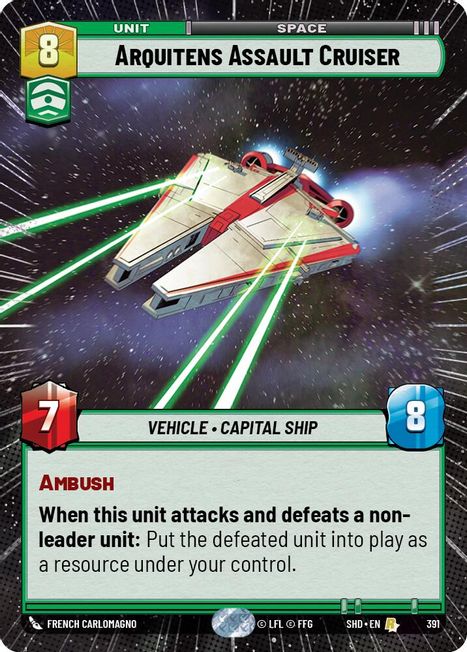 UNIT SPACE
8 ARQUITENS ASSAULT CRUISER
7 8
VEHICLE • CAPITAL SHIP
AMBUSH
When this unit attacks and defeats a non-
leader unit: Put the defeated unit into play as
a resource under your control.
FRENCH CARLOMAGNO © LFL © FFG SHD • EN R 391